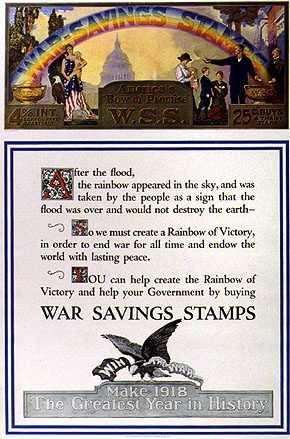 WAR SAVINGS STAMPS
America's
"Bow of Promise"
W.S.S.
4% INT.
25¢ BUYS
After the flood,
the rainbow appeared in the sky, and was
taken by the people as a sign that the
flood was over and would not destroy the earth—
So we must create a Rainbow of Victory,
in order to end war for all time and endow the
world with lasting peace.
YOU can help create the Rainbow of
Victory and help your Government by buying
WAR SAVINGS STAMPS
Make 1918
The Greatest Year in History